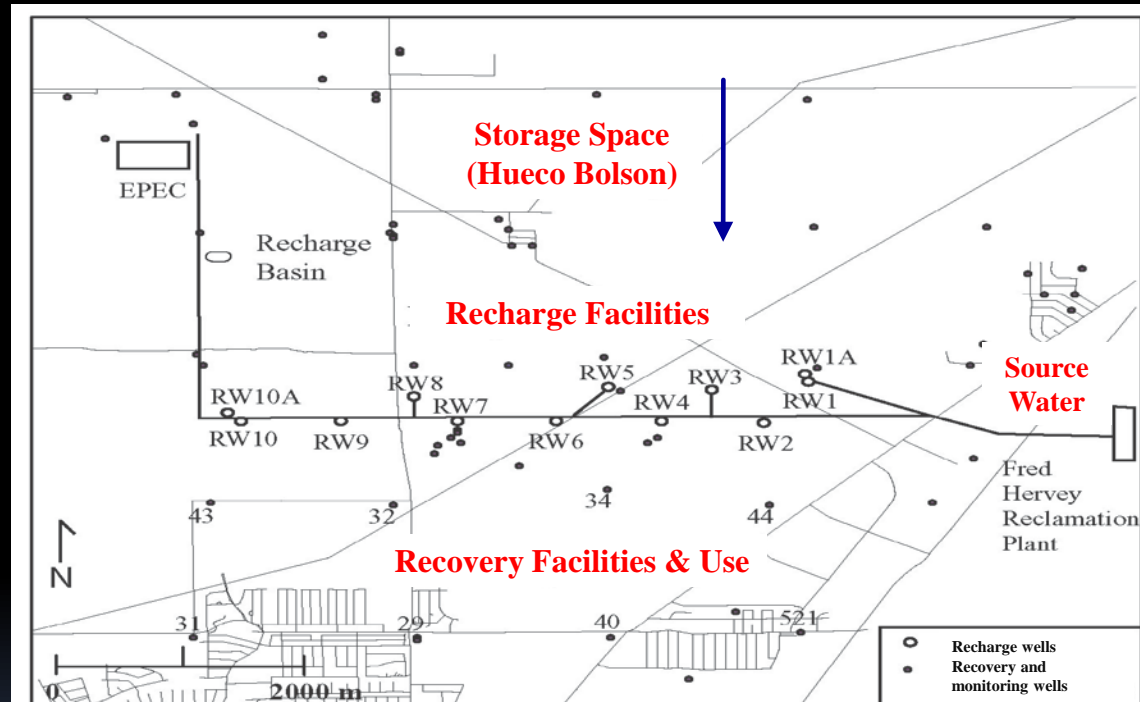 Storage Space
(Hueco Bolson)
EPEC
Recharge
Basin
Recharge Facilities
RW1A
RW5
RW3
RW1
RW8
Source
Water
RW10A
RW7
RW4
RW10
RW9
RW6
RW2
Fred
Hervey
Reclamation
Plant
34
43
32
44
N
Recovery Facilities & Use
31
29
40
521
0
2000 m
Recharge wells
Recovery and
monitoring wells